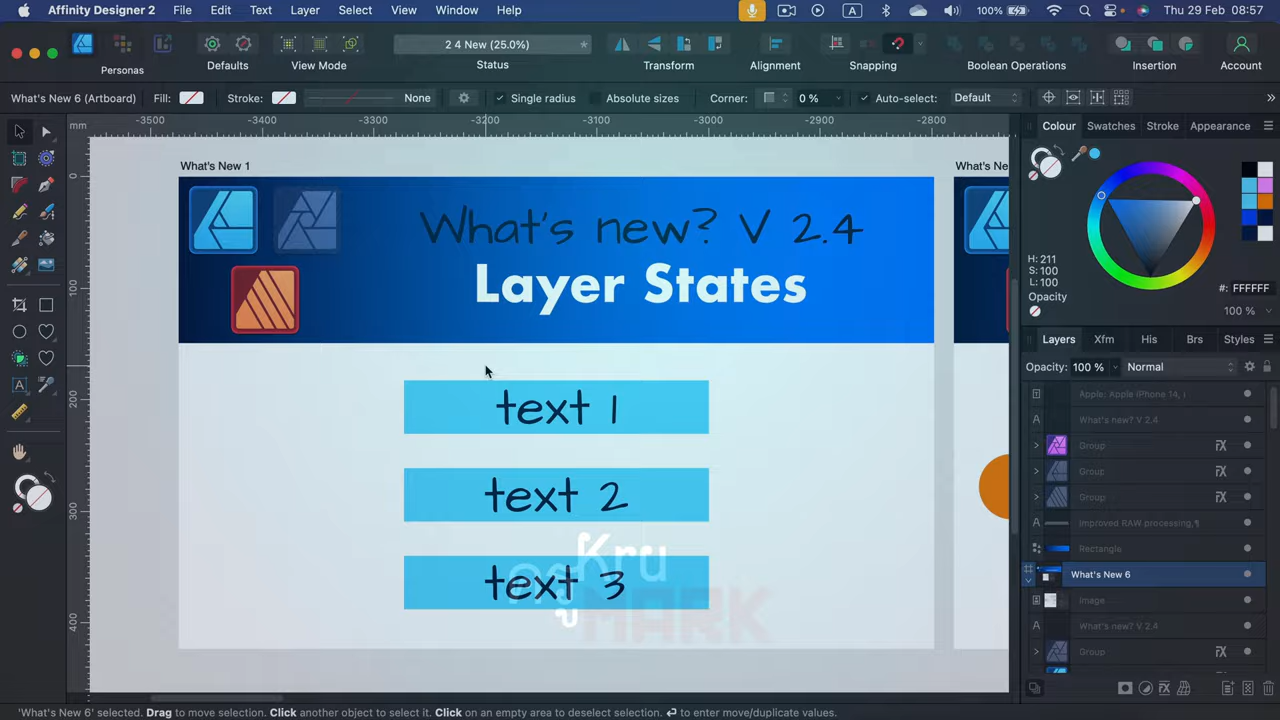 Affinity Designer 2 File Edit Text Layer Select View Window Help
100% Thu 29 Feb 08:57
2 4 New (25.0%)
Personas Defaults View Mode Status Transform Alignment Snapping Boolean Operations Insertion Account
What's New 6 (Artboard) Fill: Stroke: None Single radius Absolute sizes Corner: 0 % Auto-select: Default
mm -3500 -3400 -3300 -3200 -3100 -3000 -2900 -2800
Colour Swatches Stroke Appearance
What's New 1
What's Ne
0
100
300
400
What's new? V 2.4
Layer States
text 1
text 2
text 3
Kru
MARK
H: 211
S: 100
L: 100
#: FFFFFF
Opacity
100 %
Layers Xfm His Brs Styles
Opacity: 100 % Normal
Apple: Apple iPhone 14, i
What's new? V 2.4
Group
Group
Group
Improved RAW processing,¶
Rectangle
What's New 6
Image
What's new? V 2.4
Group
'What's New 6' selected. Drag to move selection. Click another object to select it. Click on an empty area to deselect selection. ⏎ to enter move/duplicate values.